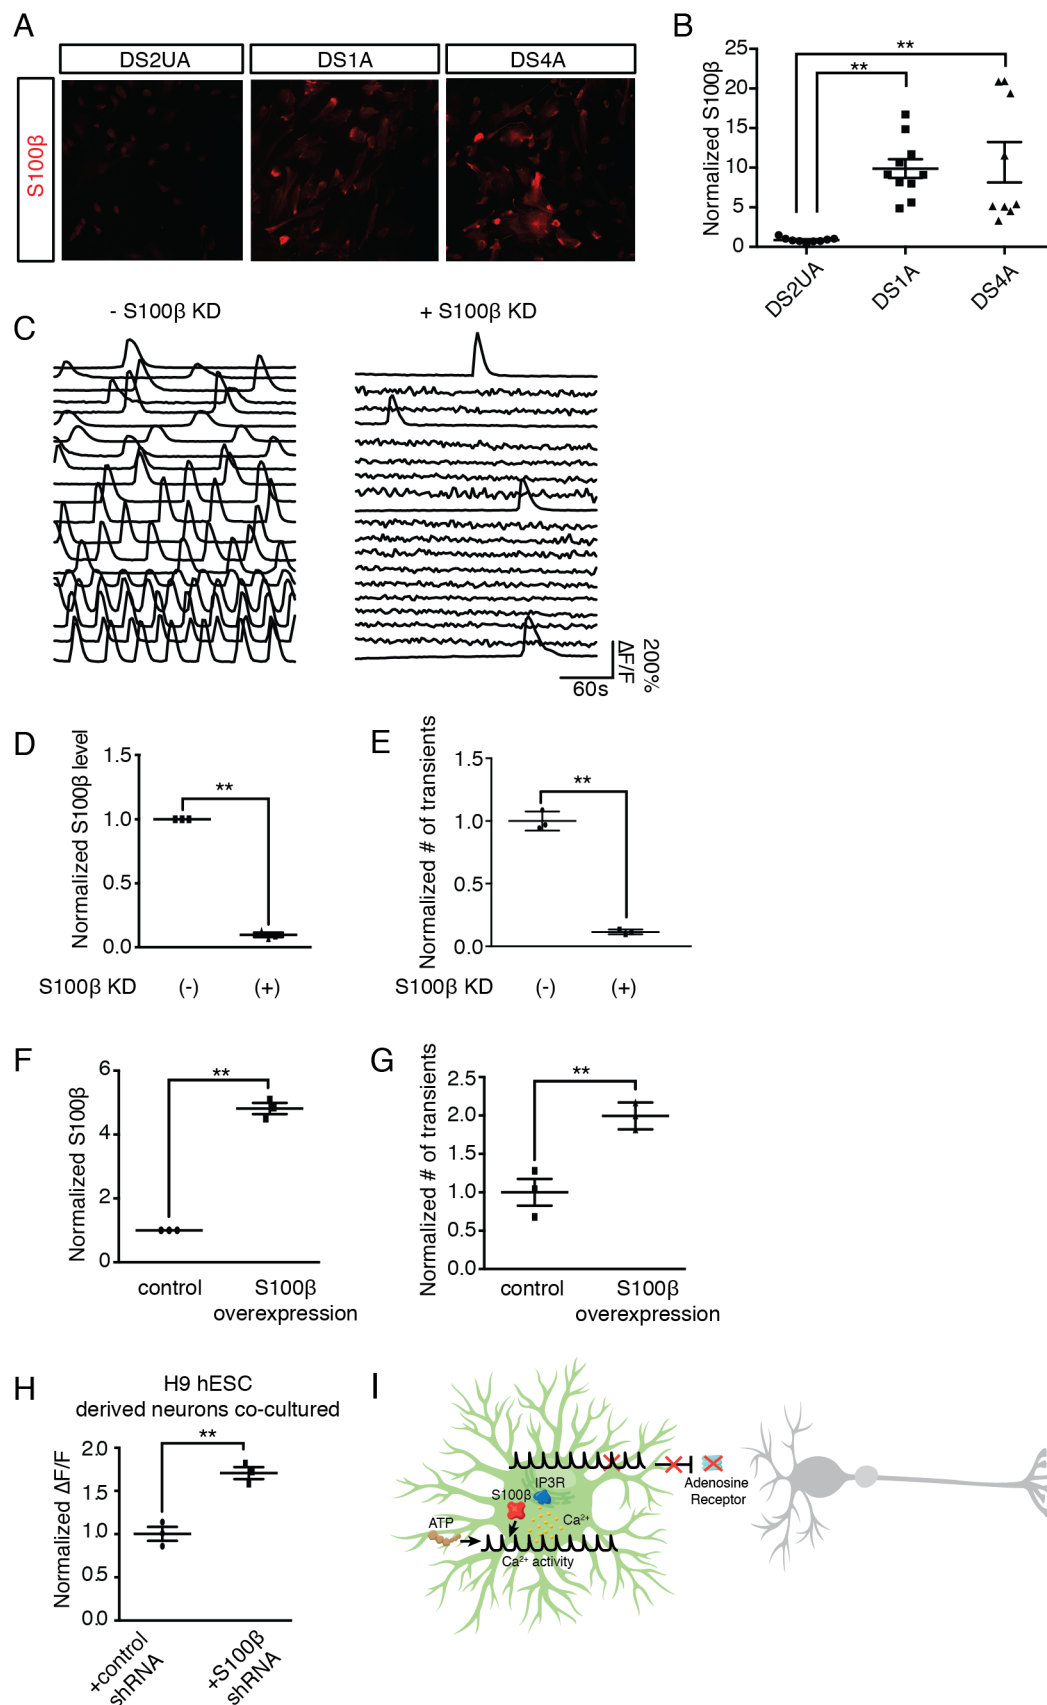 A
DS2UA
DS1A
DS4A
S100β
B
Normalized S100β
25
20
15
10
5
0
**
**
DS2UA
DS1A
DS4A
C
- S100β KD
+ S100β KD
200%
ΔF/F
60s
D
Normalized S100β level
1.5
1.0
0.5
0.0
**
S100β KD
(-)
(+)
E
Normalized # of transients
1.5
1.0
0.5
0.0
**
S100β KD
(-)
(+)
F
Normalized S100β
6
4
2
0
**
control
S100β
overexpression
G
Normalized # of transients
2.5
2.0
1.5
1.0
0.5
0.0
**
control
S100β
overexpression
H
H9 hESC
derived neurons co-cultured
Normalized ΔF/F
2.0
1.5
1.0
0.5
0.0
**
+control
shRNA
+S100β
shRNA
I
IP3R
S100β
ATP
Ca²⁺
Ca²⁺ activity
Adenosine
Receptor